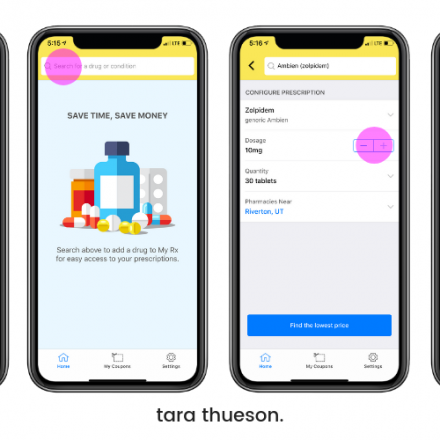 5:15
LTE
Search for a drug or condition
SAVE TIME, SAVE MONEY
Search above to add a drug to My Rx
for easy access to your prescriptions.
Home
My Coupons
Settings
5:16
LTE
Ambien (zolpidem)
CONFIGURE PRESCRIPTION
Zolpidem
generic Ambien
Dosage
10mg
Quantity
30 tablets
Pharmacies Near
Riverton, UT
Find the lowest price
Home
My Coupons
Settings
tara thueson.